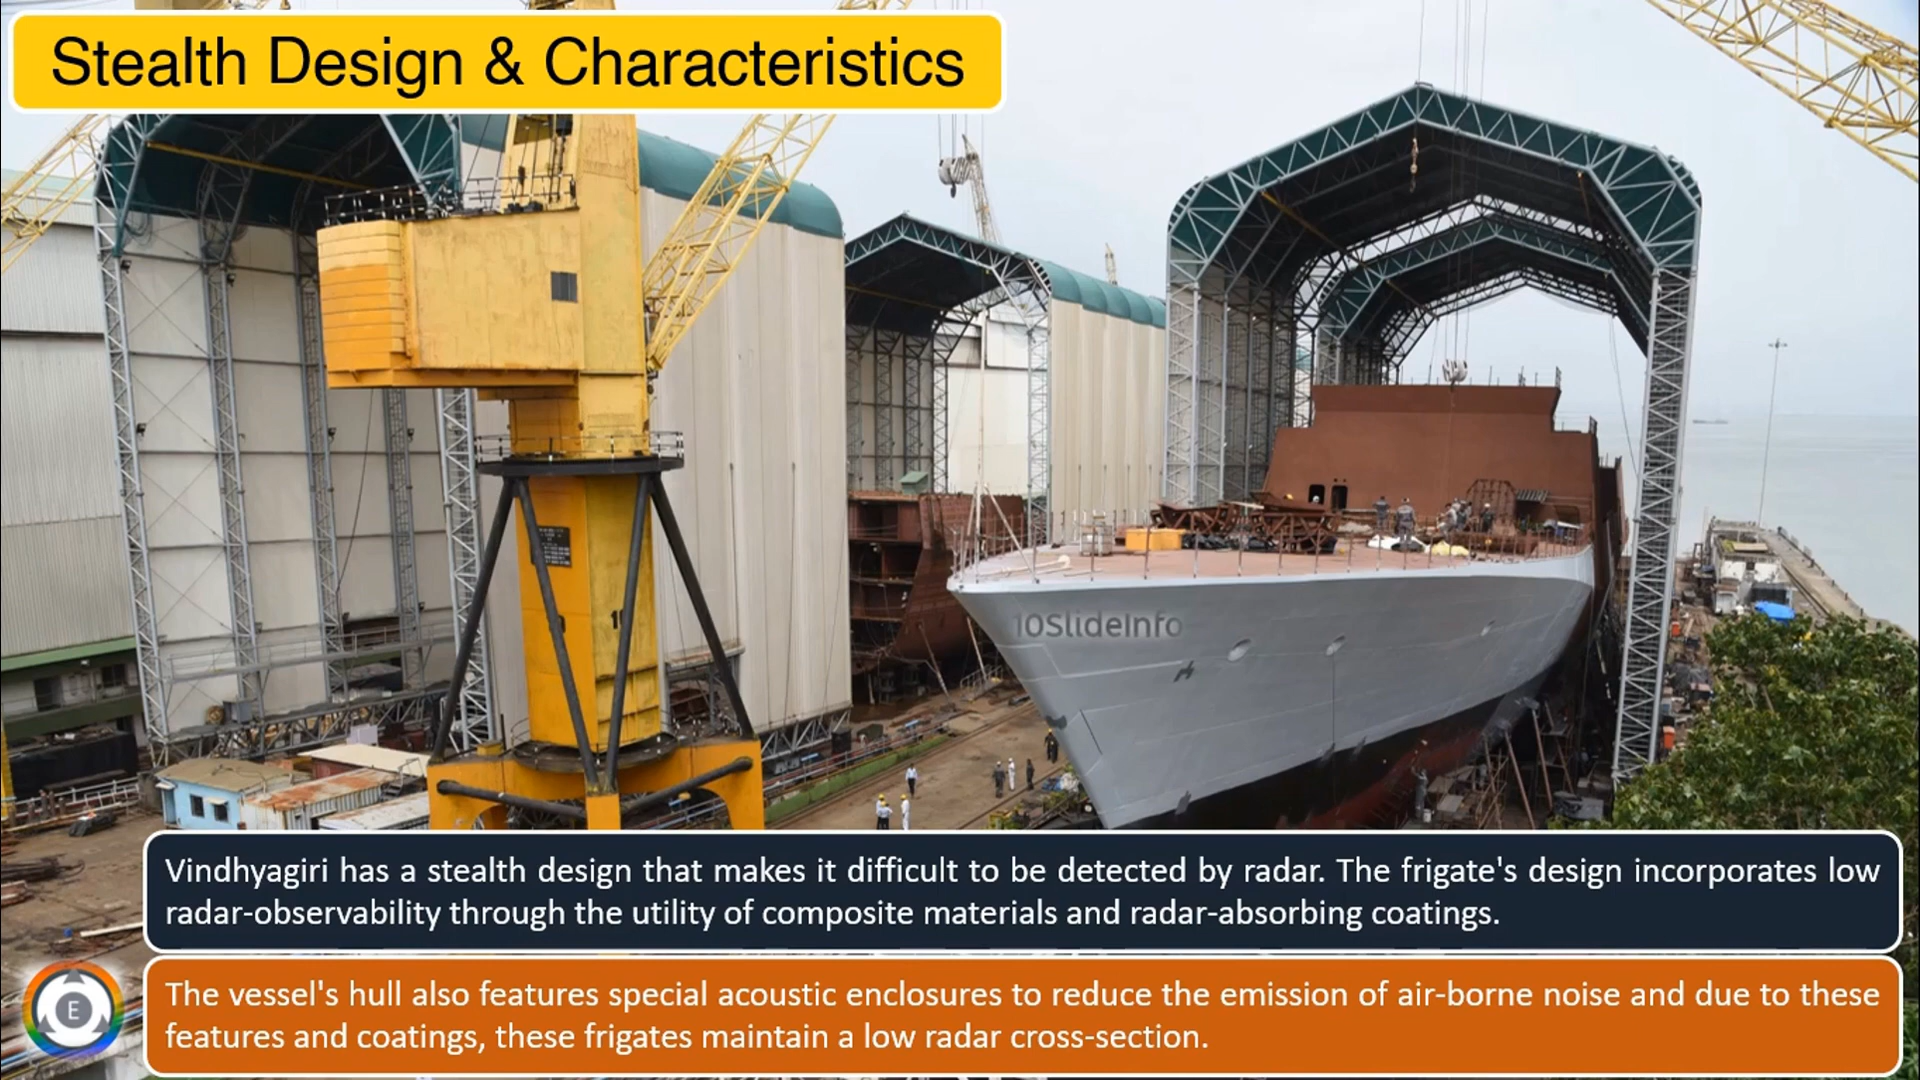 Stealth Design & Characteristics
10SlideInfo
Vindhyagiri has a stealth design that makes it difficult to be detected by radar. The frigate's design incorporates low
radar-observability through the utility of composite materials and radar-absorbing coatings.
E
The vessel's hull also features special acoustic enclosures to reduce the emission of air-borne noise and due to these
features and coatings, these frigates maintain a low radar cross-section.